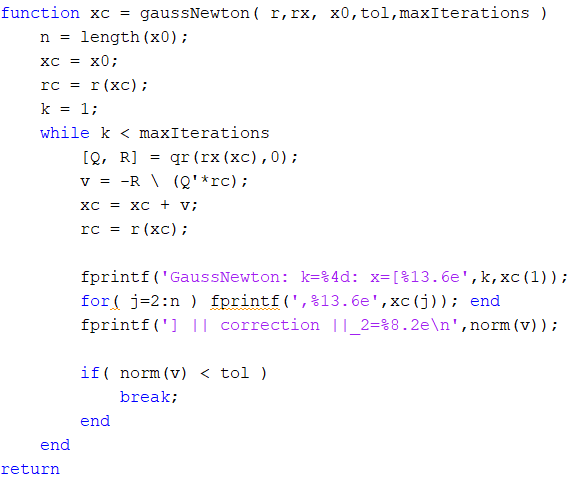 function xc = gaussNewton( r,rx, x0,tol,maxIterations )
    n = length(x0);
    xc = x0;
    rc = r(xc);
    k = 1;
    while k < maxIterations
        [Q, R] = qr(rx(xc),0);
        v = -R \ (Q'*rc);
        xc = xc + v;
        rc = r(xc);

        fprintf('GaussNewton: k=%4d: x=[%13.6e',k,xc(1));
        for( j=2:n ) fprintf(',%13.6e',xc(j)); end
        fprintf('] || correction ||_2=%8.2e\n',norm(v));

        if( norm(v) < tol )
            break;
        end
    end
return